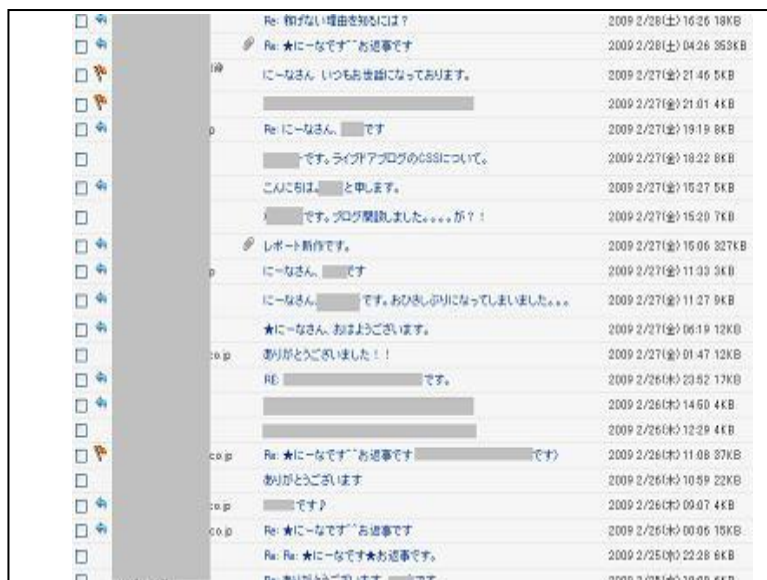 Re: 稼げない理由を知るには？ 2009 2/28(土) 16:26 18KB
Re: ★にーなです^^お返事です 2009 2/28(土) 04:26 353KB
にーなさん いつもお世話になっております。 2009 2/27(金) 21:46 5KB
2009 2/27(金) 21:01 4KB
p Re: にーなさん、 です 2009 2/27(金) 19:19 8KB
です。ライブドアブログのCSSについて。 2009 2/27(金) 18:22 8KB
こんにちは。 と申します。 2009 2/27(金) 15:27 5KB
です。ブログ開設しました。。。。が？！ 2009 2/27(金) 15:20 7KB
レポート新作です。 2009 2/27(金) 15:06 327KB
p にーなさん、 です 2009 2/27(金) 11:33 3KB
にーなさん、 です。おひさしぶりになってしまいました。。。 2009 2/27(金) 11:27 9KB
★にーなさん、おはようございます。 2009 2/27(金) 06:19 12KB
co.jp ありがとうございました！！ 2009 2/27(金) 01:47 12KB
RE: です。 2009 2/26(木) 23:52 17KB
2009 2/26(木) 14:50 4KB
2009 2/26(木) 12:29 4KB
co.jp Re: ★にーなです^^お返事です です) 2009 2/26(木) 11:08 37KB
ありがとうございます 2009 2/26(木) 10:59 22KB
co.jp です♪ 2009 2/26(木) 09:07 4KB
co.jp Re: ★にーなです^^お返事です 2009 2/26(木) 00:06 15KB
Re: Re: ★にーなです★お返事です。 2009 2/25(水) 22:28 6KB